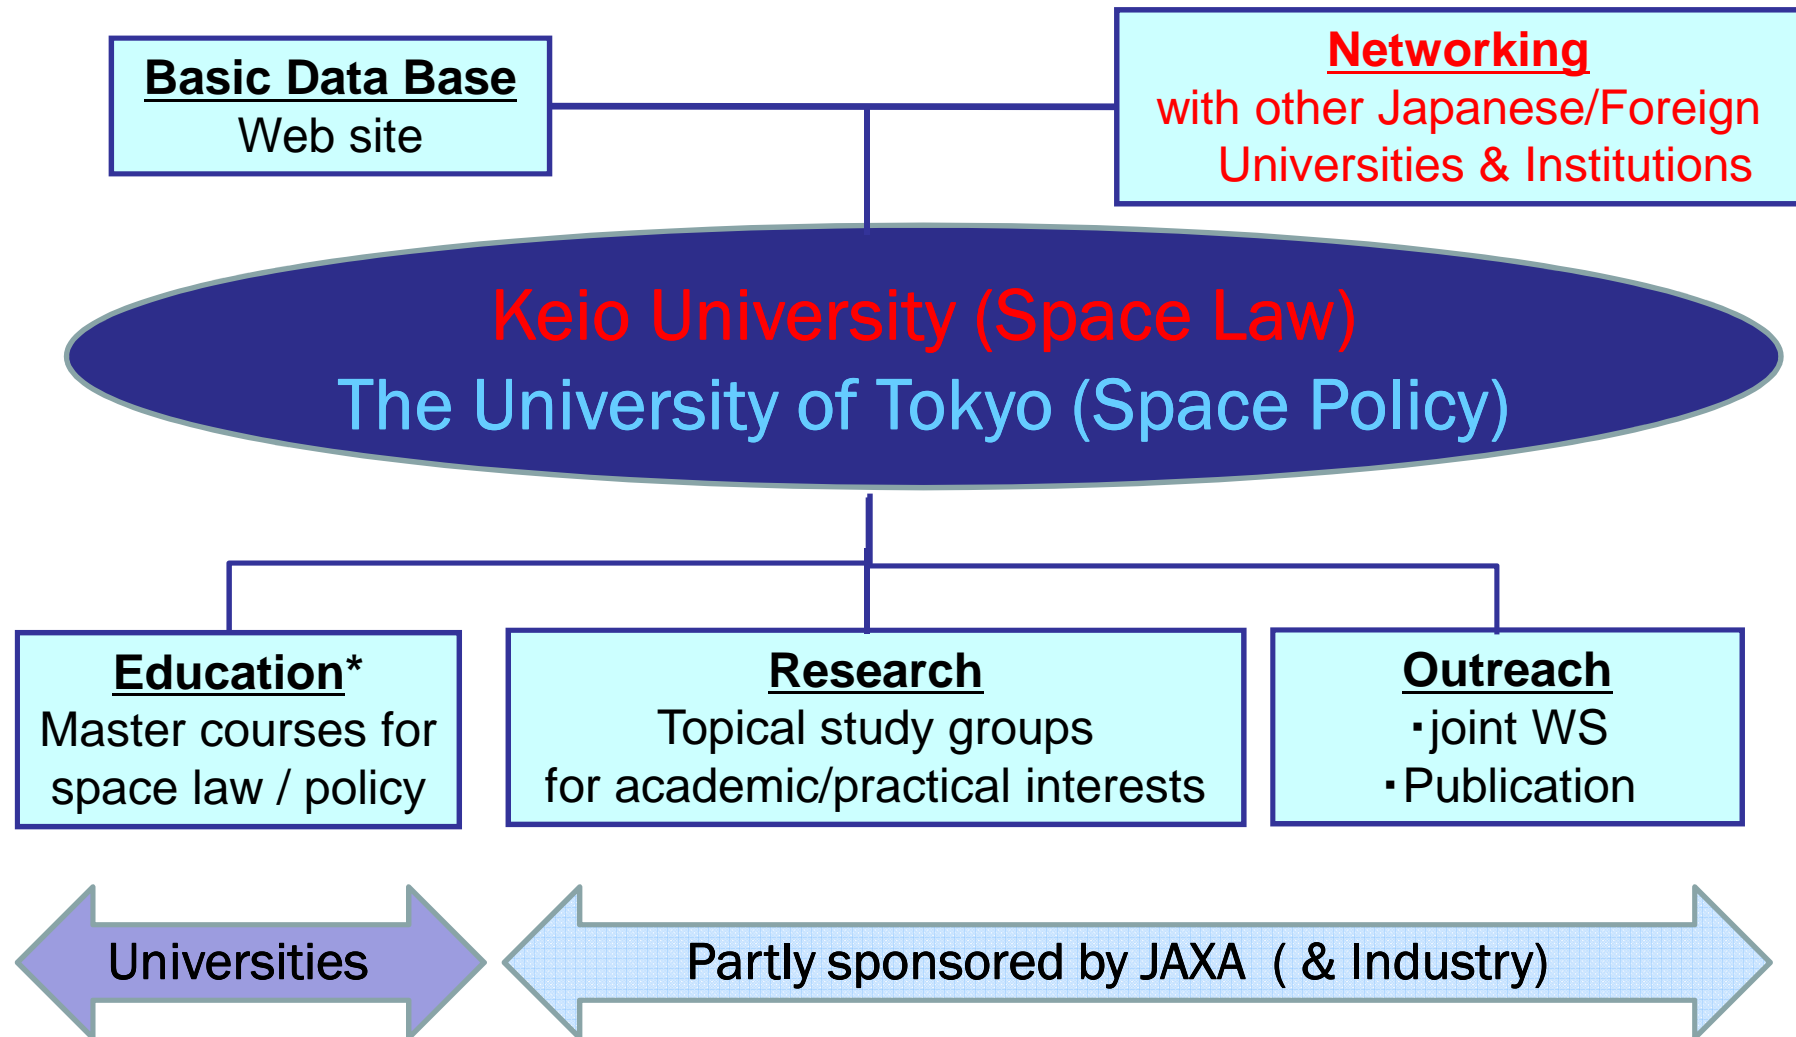 Basic Data Base
Web site
Networking
with other Japanese/Foreign
Universities & Institutions
Keio University (Space Law)
The University of Tokyo (Space Policy)
Education*
Master courses for
space law / policy
Research
Topical study groups
for academic/practical interests
Outreach
・joint WS
・Publication
Universities
Partly sponsored by JAXA ( & Industry)